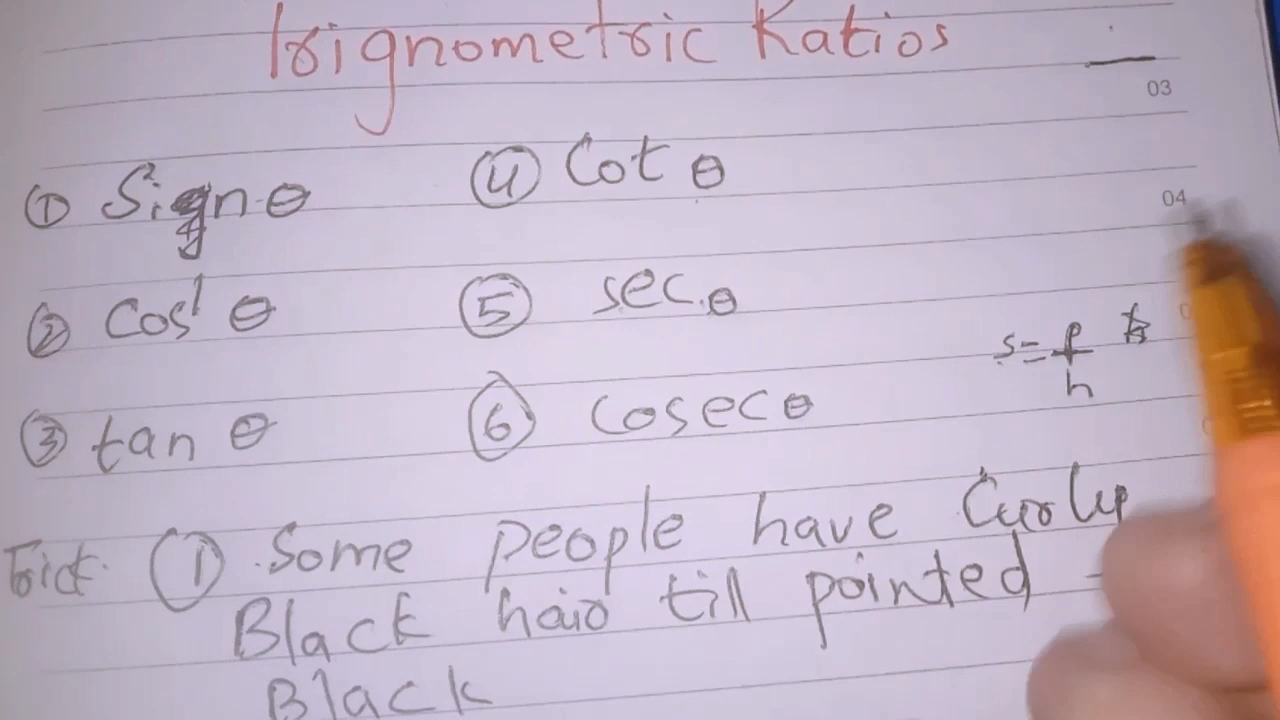 Trignometric Ratios
03
① Sign θ ④ Cot θ
04
② Cos θ ⑤ sec θ
s = p/h
③ tan θ ⑥ cosec θ
Trick ① Some people have Curly
Black hair till pointed -
Black